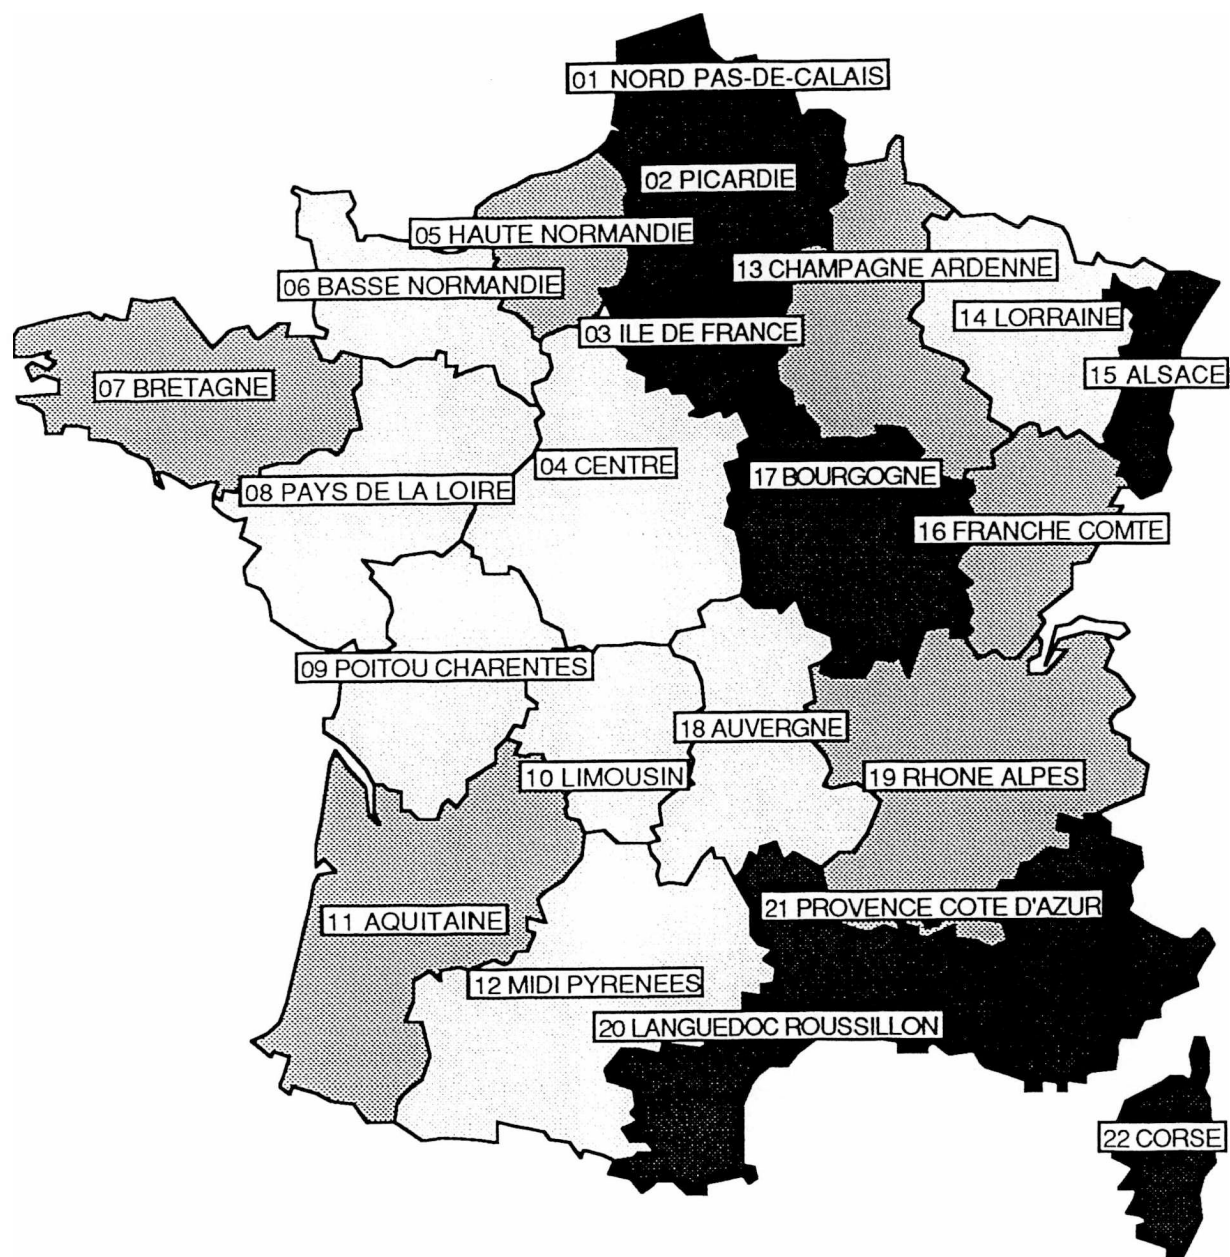 01 NORD PAS-DE-CALAIS
02 PICARDIE
05 HAUTE NORMANDIE
13 CHAMPAGNE ARDENNE
06 BASSE NORMANDIE
03 ILE DE FRANCE
14 LORRAINE
07 BRETAGNE
15 ALSACE
04 CENTRE
17 BOURGOGNE
08 PAYS DE LA LOIRE
16 FRANCHE COMTE
09 POITOU CHARENTES
18 AUVERGNE
10 LIMOUSIN
19 RHONE ALPES
11 AQUITAINE
21 PROVENCE COTE D'AZUR
12 MIDI PYRENEES
20 LANGUEDOC ROUSSILLON
22 CORSE